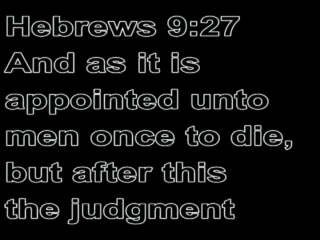 Hebrews 9:27
And as it is
appointed unto
men once to die,
but after this
the judgment